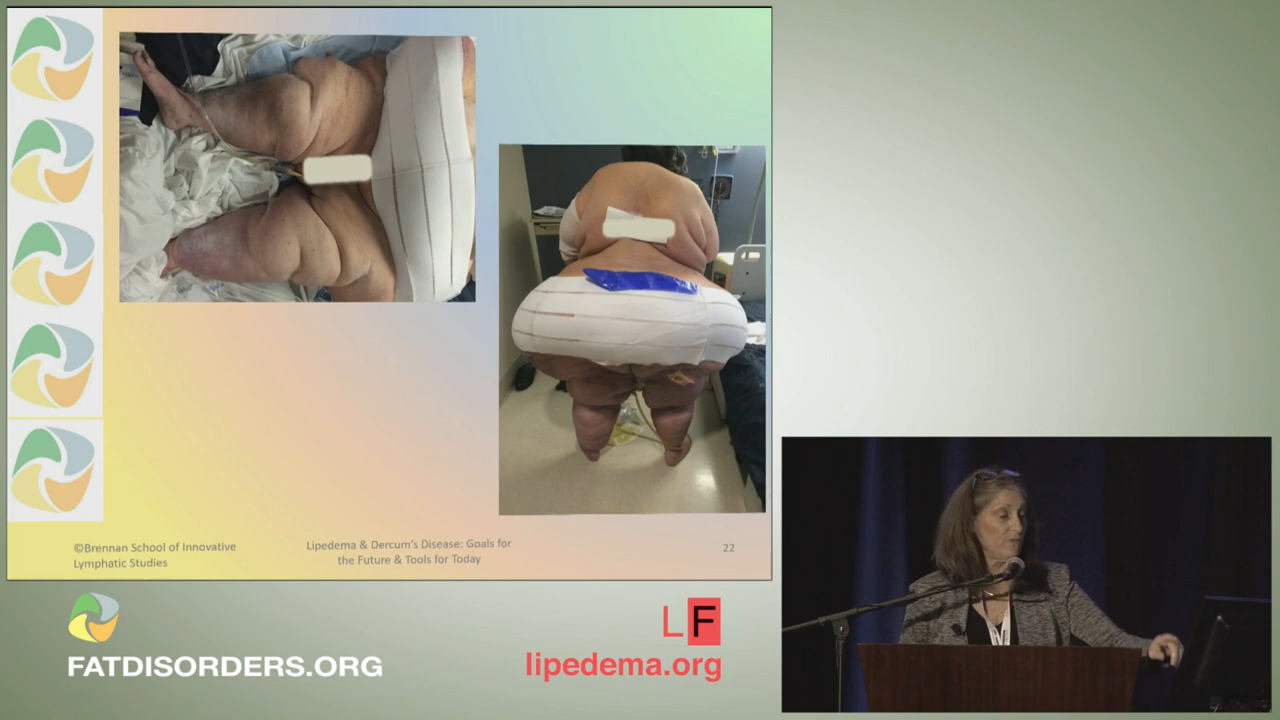 ©Brennan School of Innovative
Lymphatic Studies
Lipedema & Dercum's Disease: Goals for
the Future & Tools for Today
22
FATDISORDERS.ORG
LF
lipedema.org